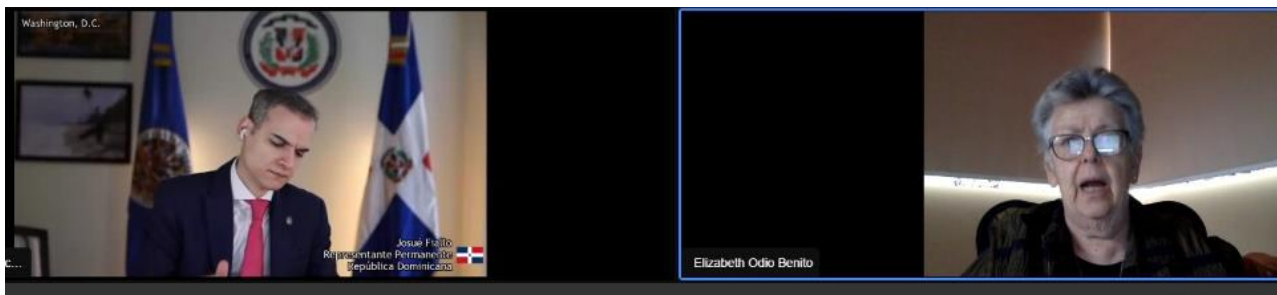 Washington, D.C.
Josué Fiallo
Representante Permanente
República Dominicana
Elizabeth Odio Benito